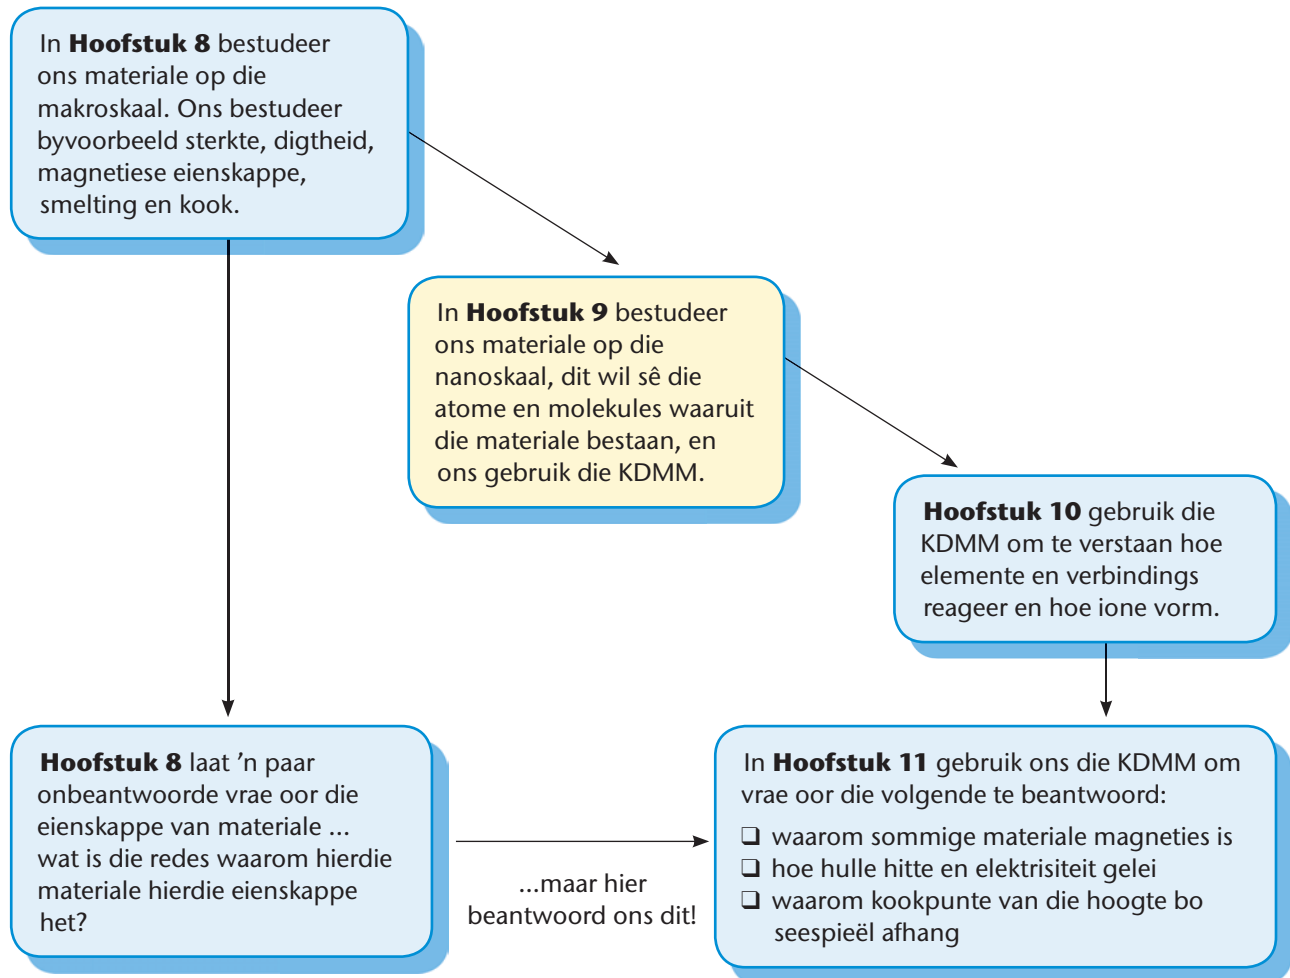 In Hoofstuk 8 bestudeer
ons materiale op die
makroskaal. Ons bestudeer
byvoorbeeld sterkte, digtheid,
magnetiese eienskappe,
smelting en kook.
In Hoofstuk 9 bestudeer
ons materiale op die
nanoskaal, dit wil sê die
atome en molekules waaruit
die materiale bestaan, en
ons gebruik die KDMM.
Hoofstuk 10 gebruik die
KDMM om te verstaan hoe
elemente en verbindings
reageer en hoe ione vorm.
Hoofstuk 8 laat ’n paar
onbeantwoorde vrae oor die
eienskappe van materiale ...
wat is die redes waarom hierdie
materiale hierdie eienskappe
het?
...maar hier
beantwoord ons dit!
In Hoofstuk 11 gebruik ons die KDMM om
vrae oor die volgende te beantwoord:
❑ waarom sommige materiale magneties is
❑ hoe hulle hitte en elektrisiteit gelei
❑ waarom kookpunte van die hoogte bo
seespieël afhang